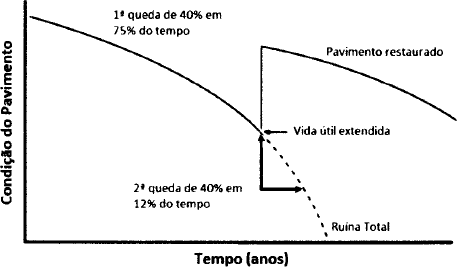 1ª queda de 40% em
75% do tempo
Pavimento restaurado
Vida útil extendida
2ª queda de 40% em
12% do tempo
Ruína Total
Condição do Pavimento
Tempo (anos)